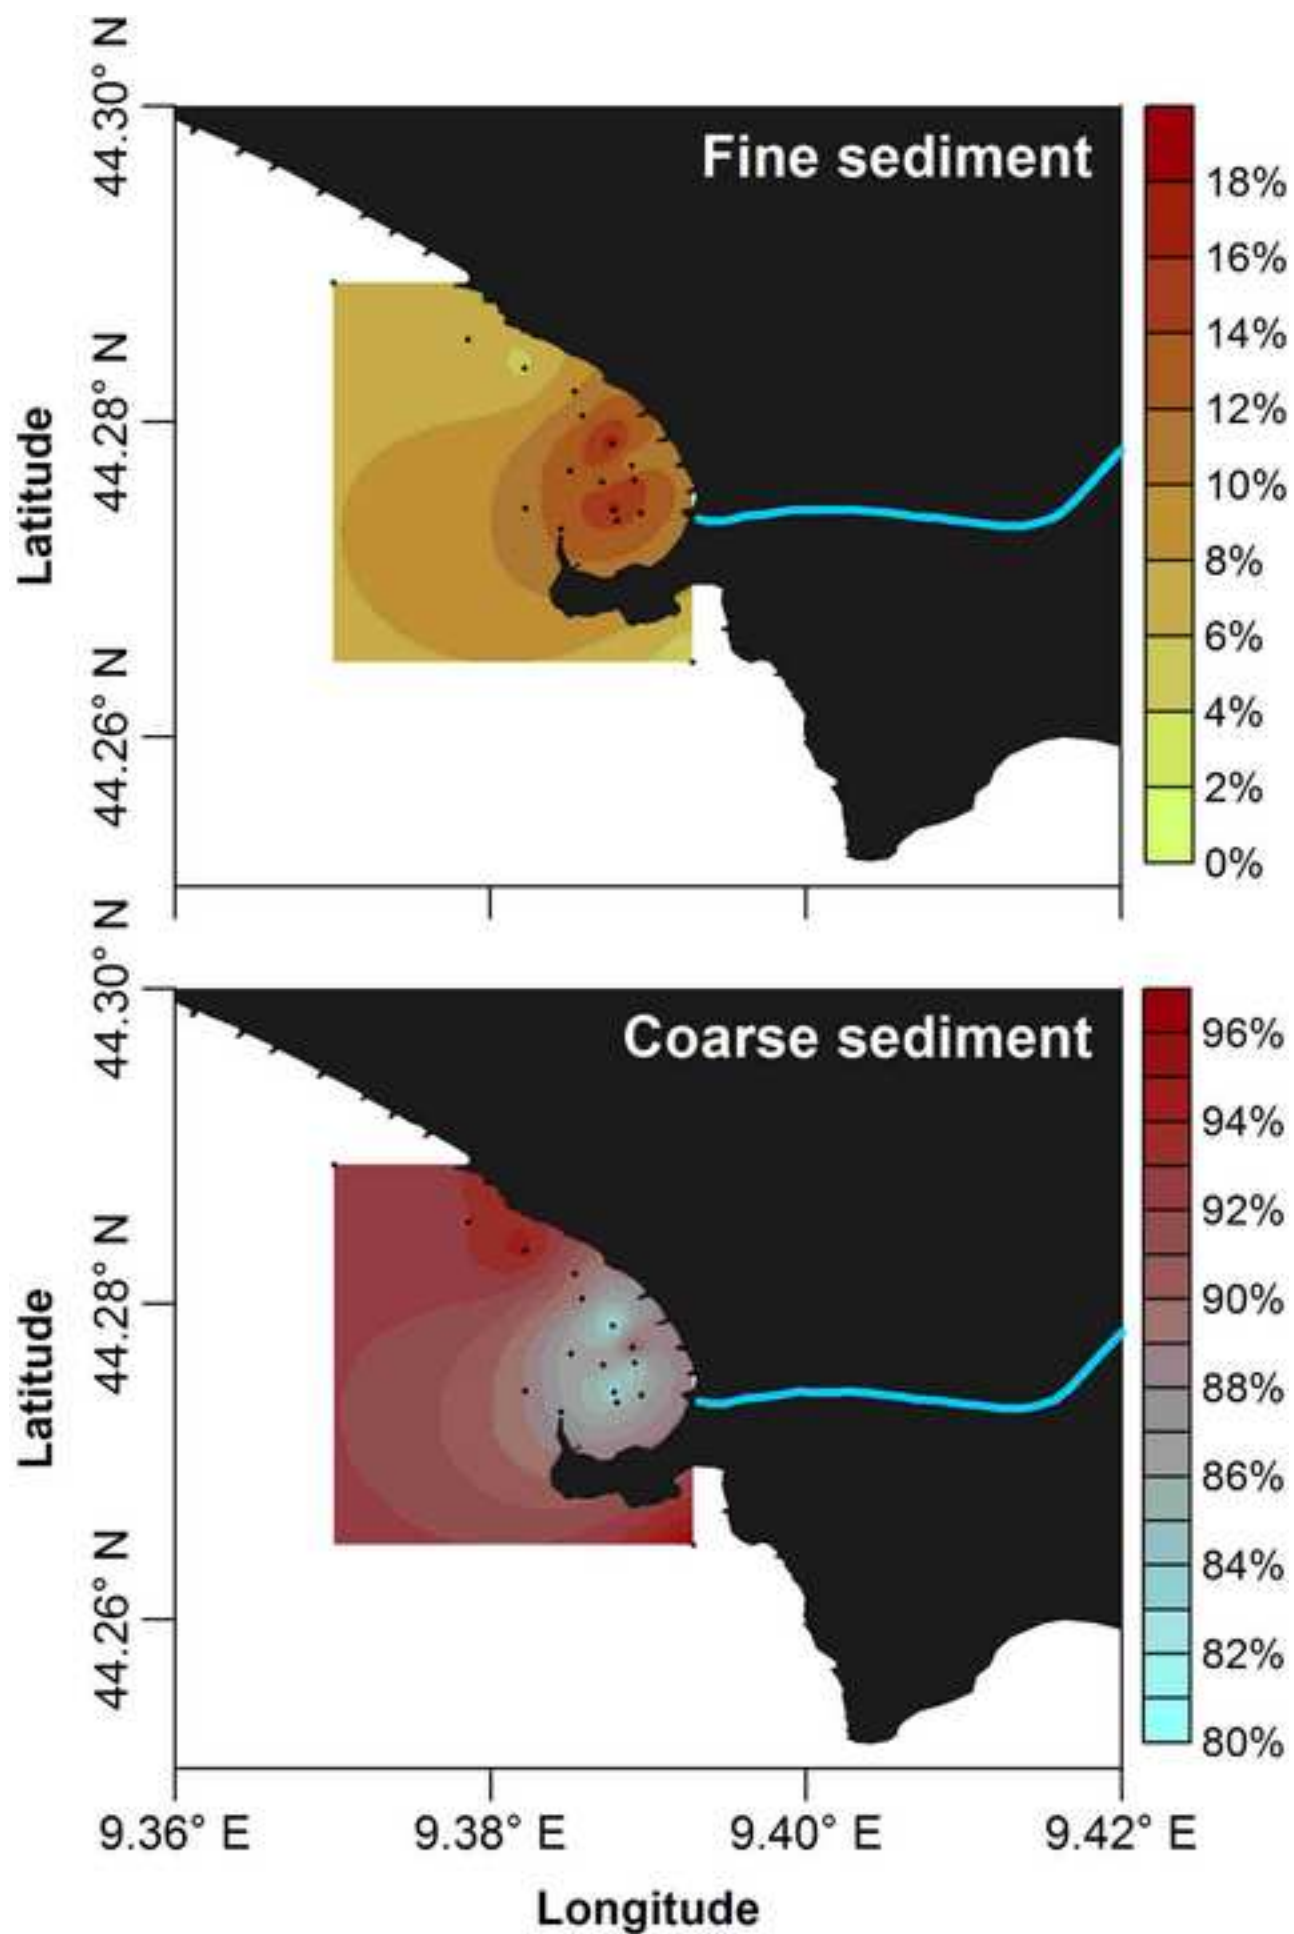 Fine sediment
44.30° N
44.28° N
44.26° N
Latitude
18%
16%
14%
12%
10%
8%
6%
4%
2%
0%
Coarse sediment
44.30° N
44.28° N
44.26° N
Latitude
96%
94%
92%
90%
88%
86%
84%
82%
80%
9.36° E
9.38° E
9.40° E
9.42° E
Longitude